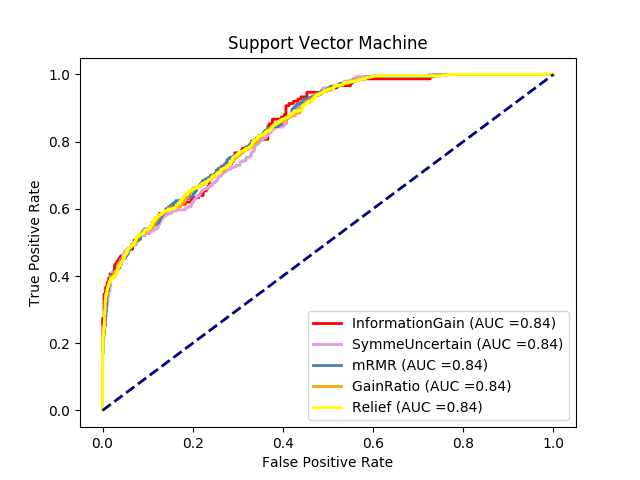 Support Vector Machine
1.0
0.8
0.6
0.4
0.2
0.0
True Positive Rate
InformationGain (AUC =0.84)
SymmeUncertain (AUC =0.84)
mRMR (AUC =0.84)
GainRatio (AUC =0.84)
Relief (AUC =0.84)
0.0 0.2 0.4 0.6 0.8 1.0
False Positive Rate